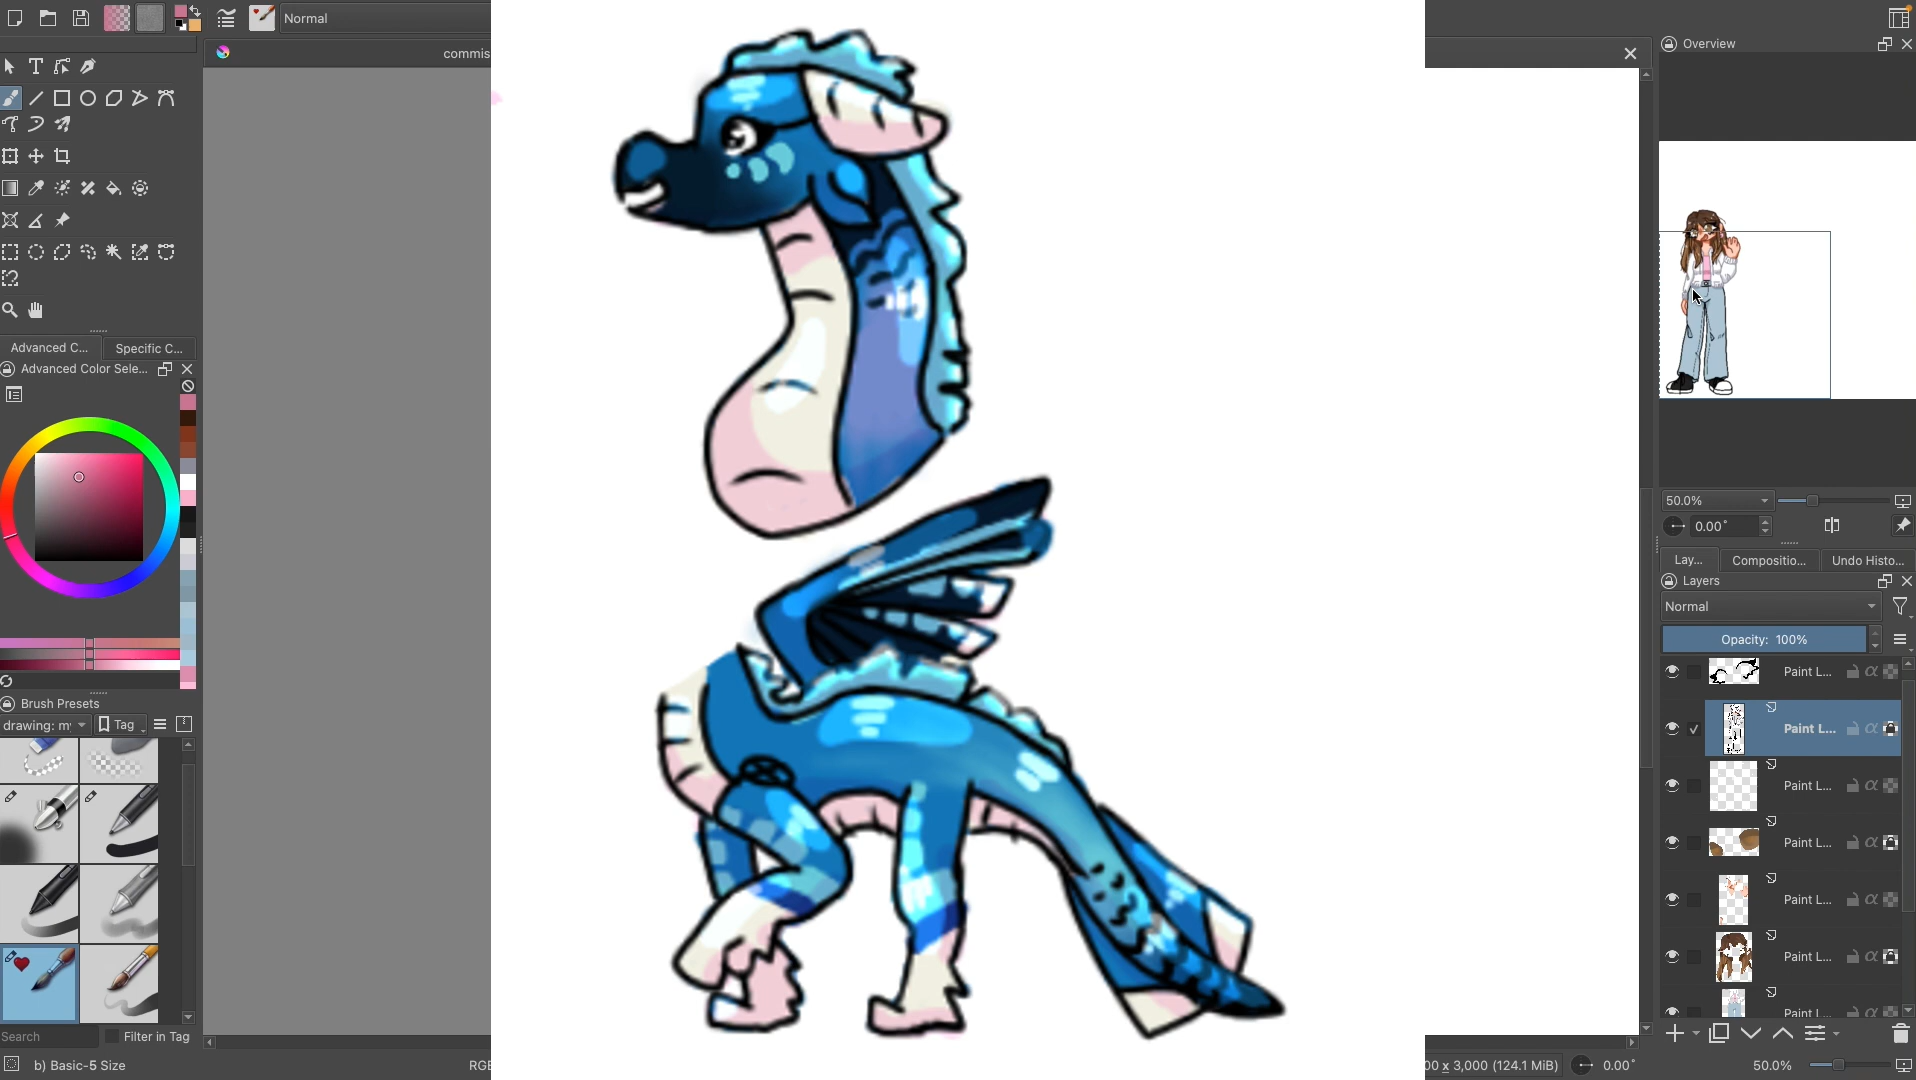 Normal
Overview
commis
Advanced C...
Specific C...
Advanced Color Sele...
50.0%
0.00°
Lay...
Compositio...
Undo Histo...
Layers
Normal
Opacity: 100%
Paint L...
Paint L...
Brush Presets
drawing: m
Tag
Paint L...
Paint L...
Paint L...
Paint L...
Paint L...
Search
Filter in Tag
b) Basic-5 Size
RGE
00 x 3,000 (124.1 MiB)
0.00°
50.0%